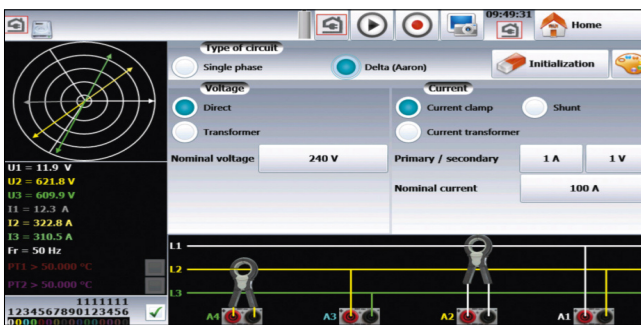 09:49:31
Home
Type of circuit
Single phase
Delta (Aaron)
Initialization
Voltage
Current
Direct
Current clamp
Shunt
Transformer
Current transformer
Nominal voltage
240 V
Primary / secondary
1 A
1 V
Nominal current
100 A
U1 = 11.9 V
U2 = 621.8 V
U3 = 609.9 V
I1 = 12.3 A
I2 = 322.8 A
I3 = 310.5 A
Fr = 50 Hz
PT1 > 50.000 °C
PT2 > 50.000 °C
1111111
1234567890123456
L1
L2
L3
A4
A3
A2
A1